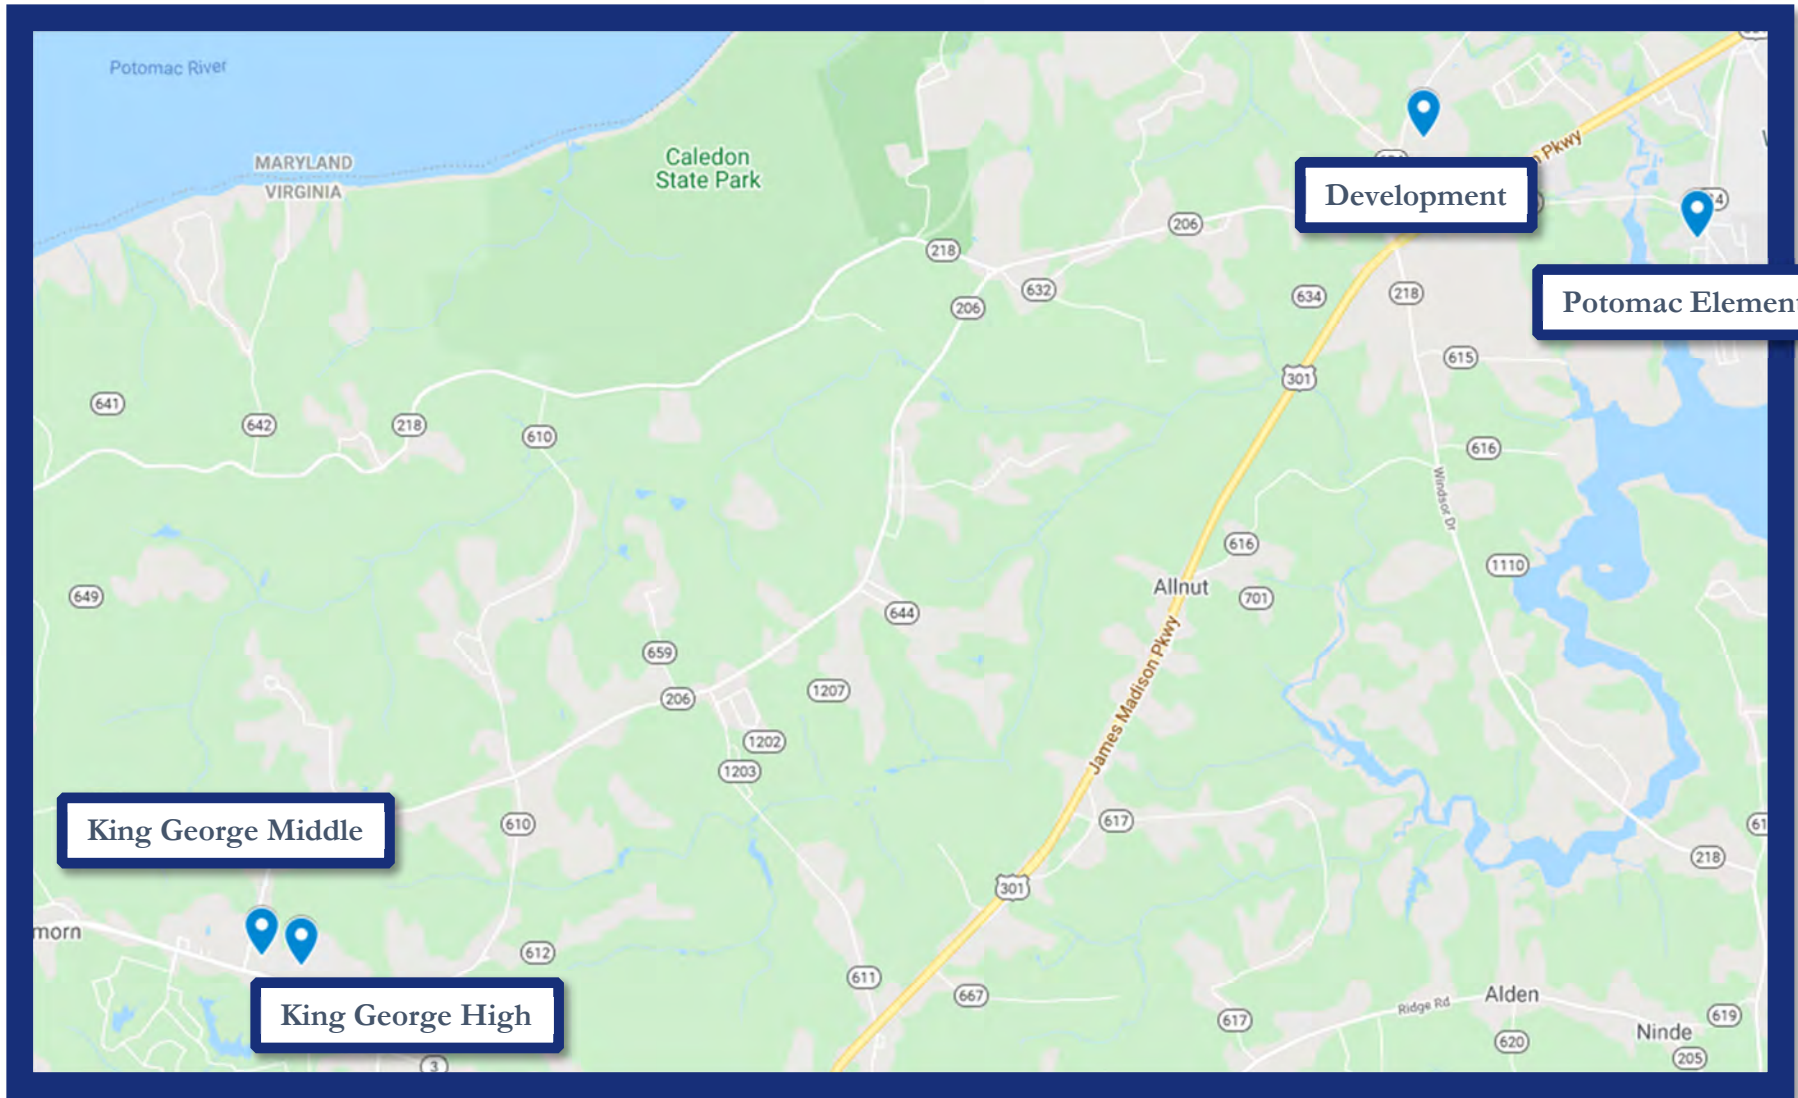 Potomac River
MARYLAND
VIRGINIA
Caledon
State Park
Development
Pkwy
206
218
632
206
634
218
Potomac Element
615
301
641
642
218
610
616
Windsor Dr
616
1110
649
Allnut
701
644
659
206
1207
James Madison Pkwy
1202
1203
King George Middle
610
617
218
301
morn
612
611
667
King George High
617
Ridge Rd
Alden
619
Ninde
620
205
3